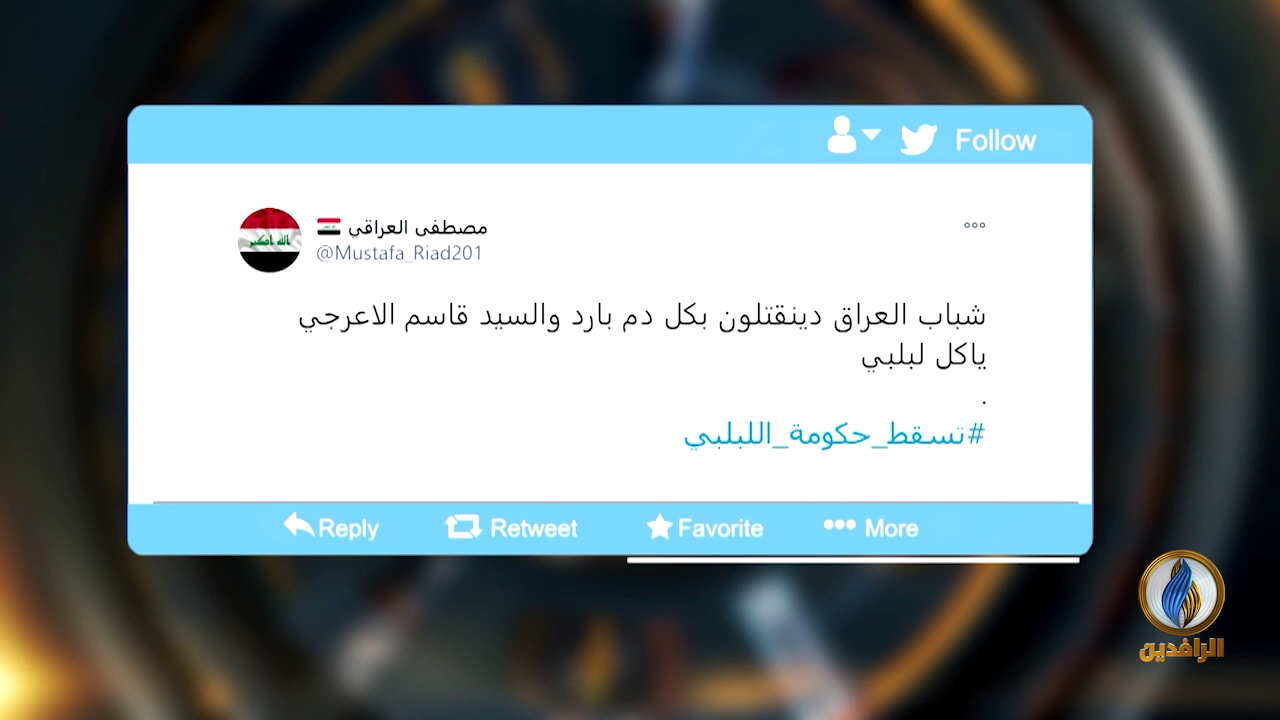 Follow
مصطفى العراقي
@Mustafa_Riad201
شباب العراق دينقتلون بكل دم بارد والسيد قاسم الاعرجي
ياكل لبلبي
.
#تسقط_حكومة_اللبلبي
Reply Retweet Favorite More
الرافدين